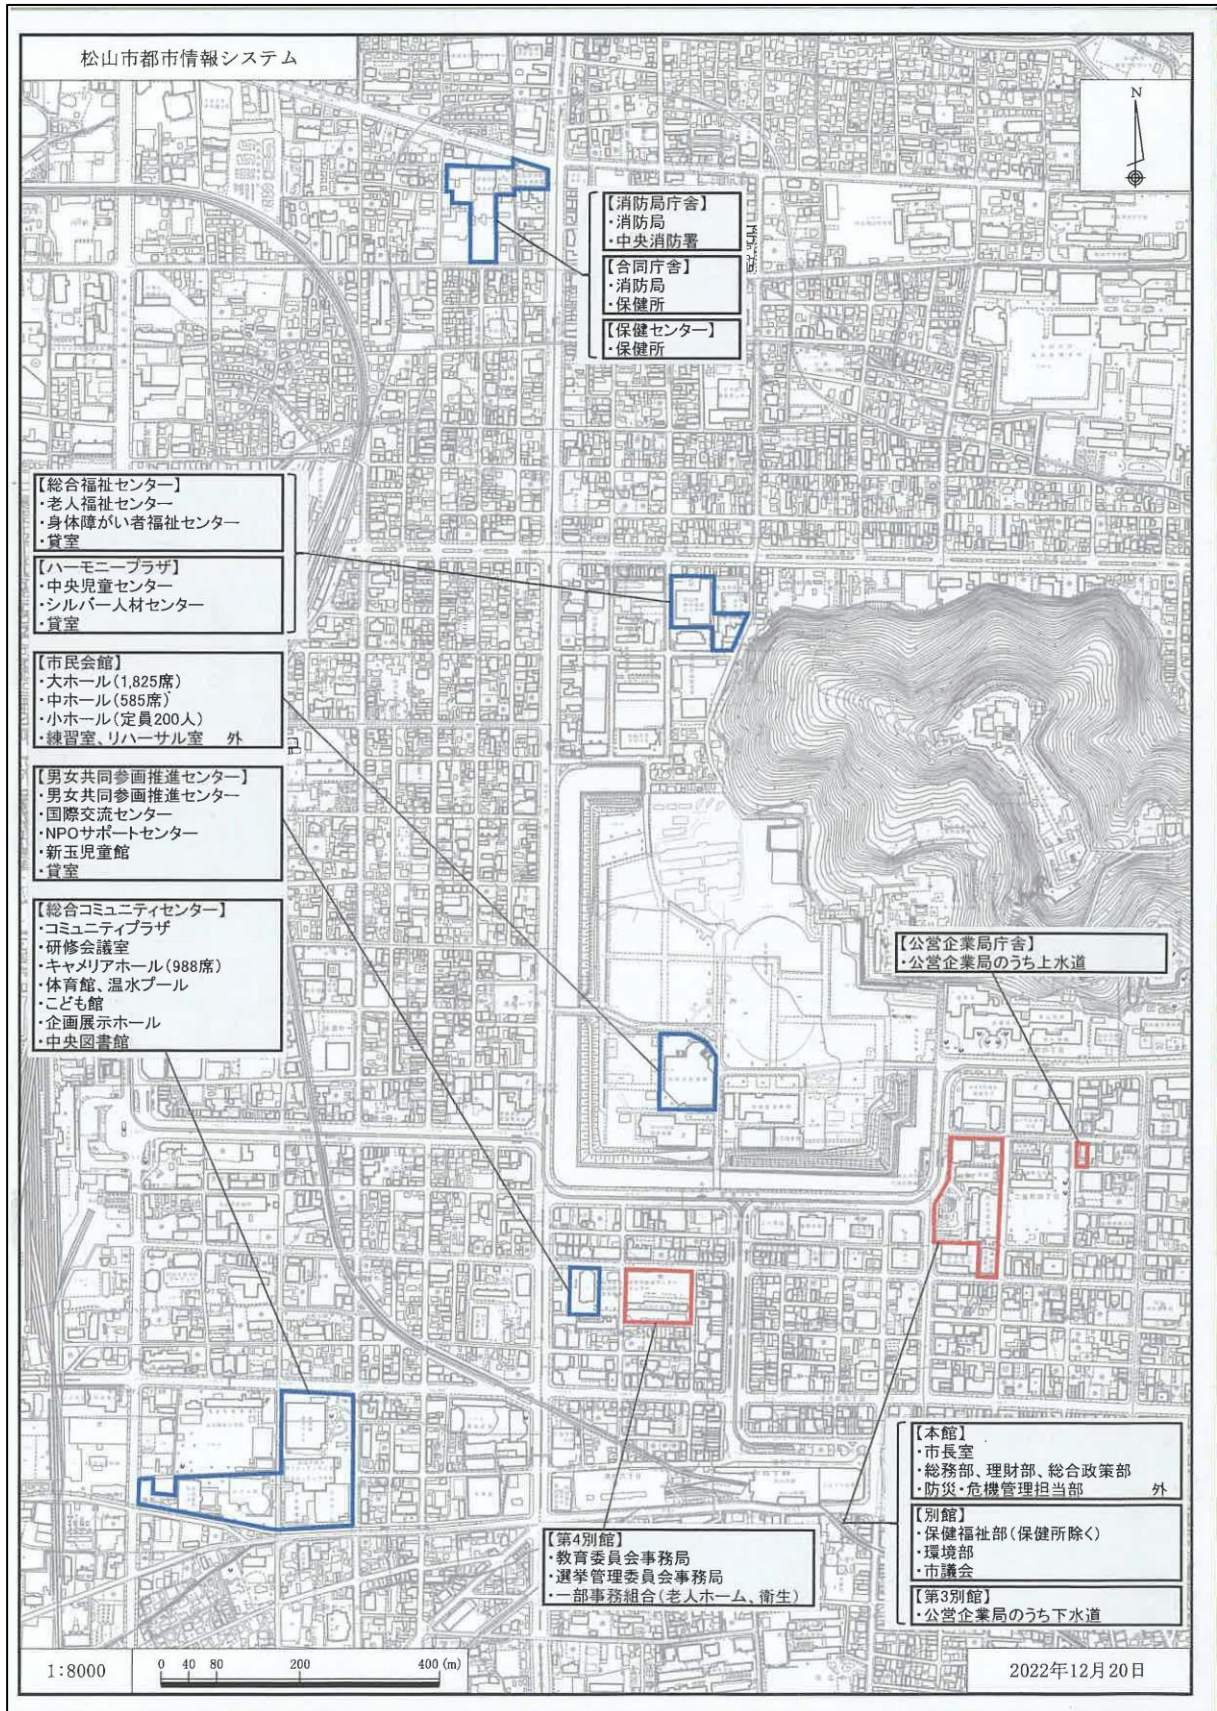 松山市都市情報システム
N
【消防局庁舎】
・消防局
・中央消防署
【合同庁舎】
・消防局
・保健所
【保健センター】
・保健所
【総合福祉センター】
・老人福祉センター
・身体障がい者福祉センター
・貸室
【ハーモニープラザ】
・中央児童センター
・シルバー人材センター
・貸室
【市民会館】
・大ホール(1,825席)
・中ホール(585席)
・小ホール(定員200人)
・練習室、リハーサル室　外
【男女共同参画推進センター】
・男女共同参画推進センター
・国際交流センター
・NPOサポートセンター
・新玉児童館
・貸室
【総合コミュニティセンター】
・コミュニティプラザ
・研修会議室
・キャメリアホール(988席)
・体育館、温水プール
・こども館
・企画展示ホール
・中央図書館
【公営企業局庁舎】
・公営企業局のうち上水道
【本館】
・市長室
・総務部、理財部、総合政策部
・防災・危機管理担当部　外
【別館】
・保健福祉部(保健所除く)
・環境部
・市議会
【第3別館】
・公営企業局のうち下水道
【第4別館】
・教育委員会事務局
・選挙管理委員会事務局
・一部事務組合(老人ホーム、衛生)
1:8000
0 40 80 200 400 (m)
2022年12月20日